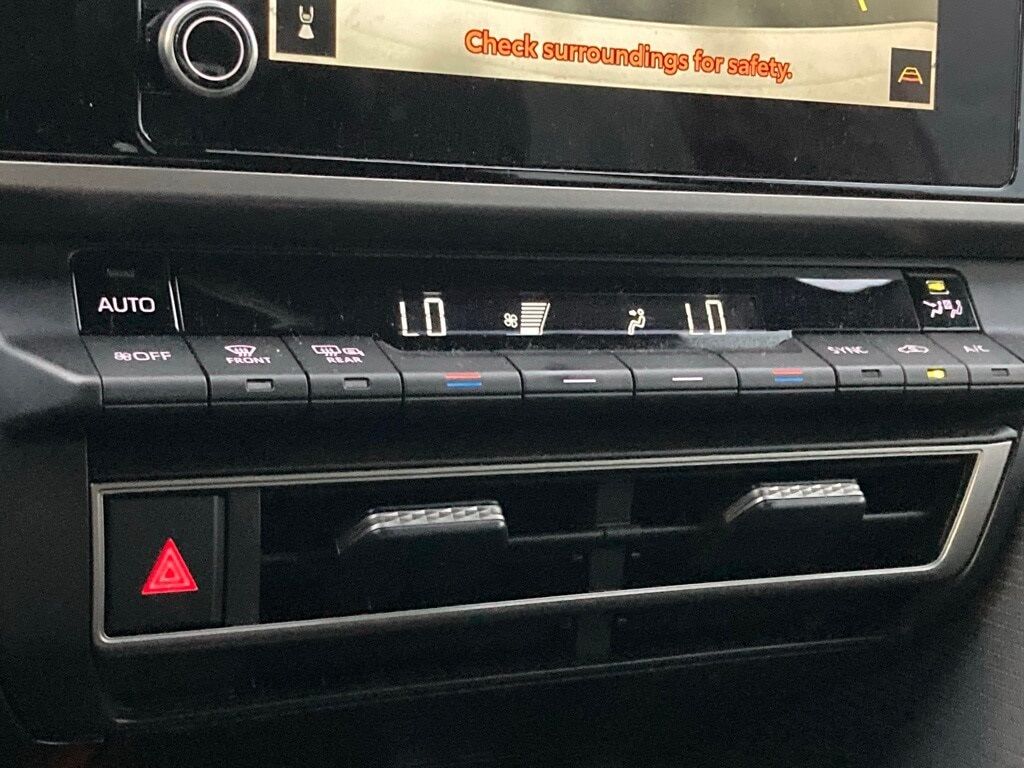 Check surroundings for safety.
AUTO
LO
LO
OFF
FRONT
REAR
SYNC
A/C